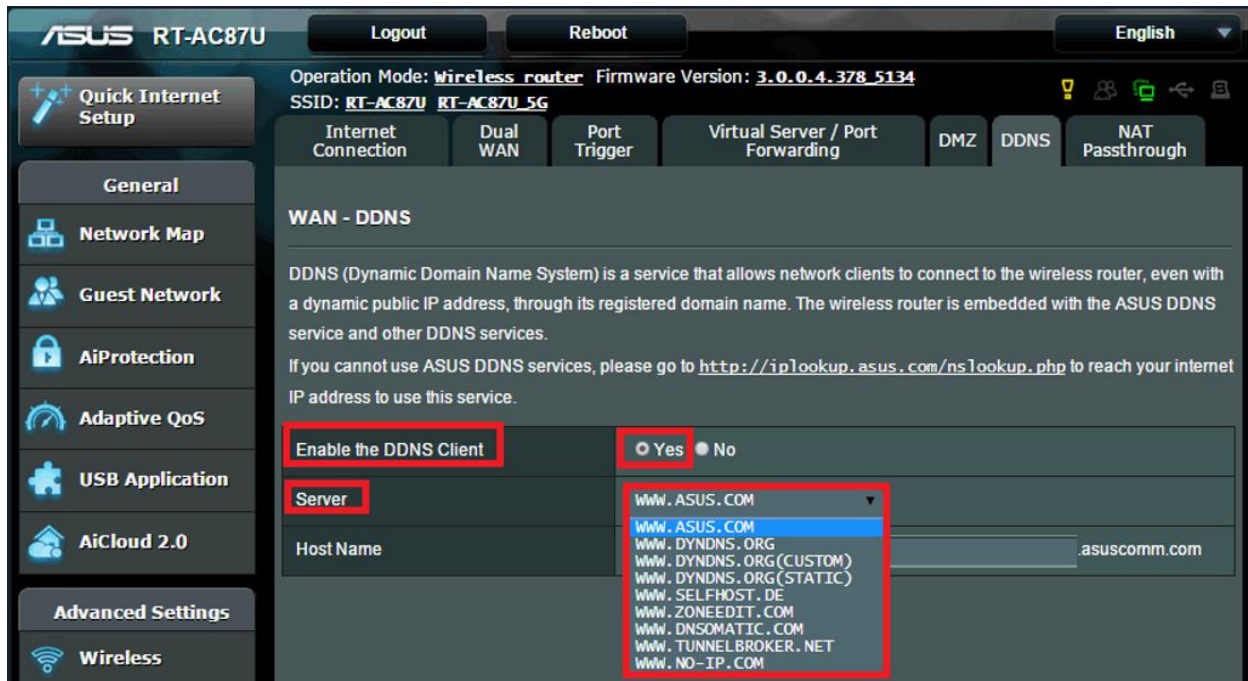 ASUS RT-AC87U
Logout
Reboot
English
Quick Internet
Setup
Operation Mode: Wireless router Firmware Version: 3.0.0.4.378_5134
SSID: RT-AC87U RT-AC87U_5G
Internet
Connection
Dual
WAN
Port
Trigger
Virtual Server / Port
Forwarding
DMZ
DDNS
NAT
Passthrough
General
Network Map
Guest Network
AiProtection
Adaptive QoS
USB Application
AiCloud 2.0
Advanced Settings
Wireless
WAN - DDNS
DDNS (Dynamic Domain Name System) is a service that allows network clients to connect to the wireless router, even with
a dynamic public IP address, through its registered domain name. The wireless router is embedded with the ASUS DDNS
service and other DDNS services.
If you cannot use ASUS DDNS services, please go to http://iplookup.asus.com/nslookup.php to reach your internet
IP address to use this service.
Enable the DDNS Client
Yes No
Server
WWW.ASUS.COM
WWW.ASUS.COM
WWW.DYNDNS.ORG
WWW.DYNDNS.ORG(CUSTOM)
WWW.DYNDNS.ORG(STATIC)
WWW.SELFHOST.DE
WWW.ZONEEDIT.COM
WWW.DNSOMATIC.COM
WWW.TUNNELBROKER.NET
WWW.NO-IP.COM
Host Name
.asuscomm.com